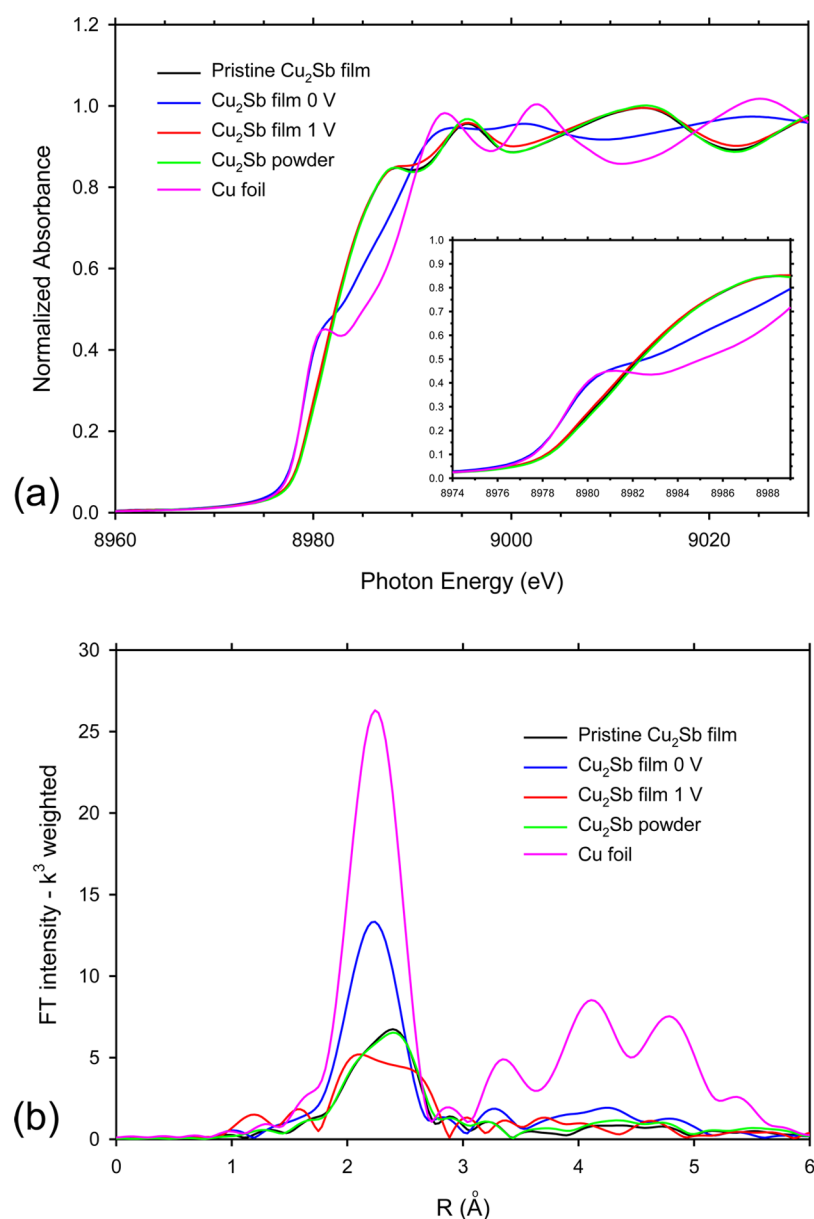 1.2
Pristine Cu₂Sb film
Cu₂Sb film 0 V
Cu₂Sb film 1 V
Cu₂Sb powder
Cu foil
1.0
0.8
0.6
0.4
0.2
0.0
Normalized Absorbance
1.0
0.9
0.8
0.7
0.6
0.5
0.4
0.3
0.2
0.1
0.0
8974 8976 8978 8980 8982 8984 8986 8988
(a)
8960 8980 9000 9020
Photon Energy (eV)
30
25
20
15
10
5
0
FT intensity - k³ weighted
Pristine Cu₂Sb film
Cu₂Sb film 0 V
Cu₂Sb film 1 V
Cu₂Sb powder
Cu foil
(b)
0 1 2 3 4 5 6
R (Å)